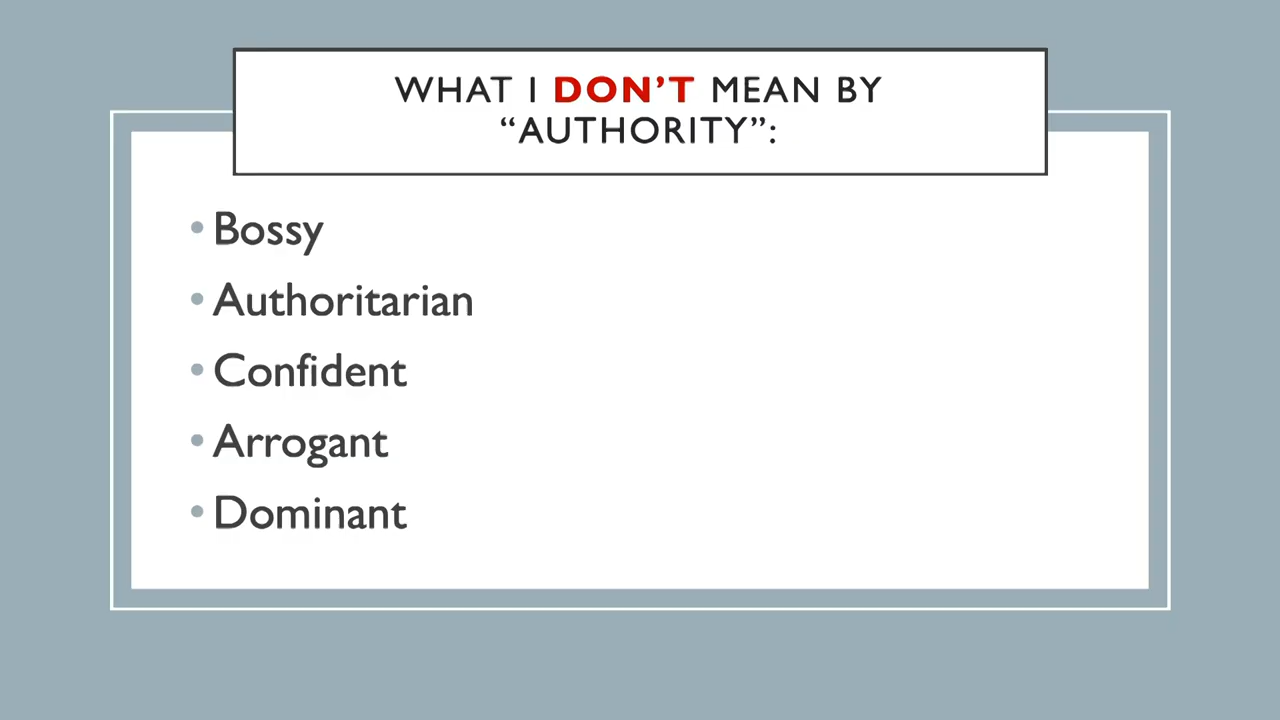 WHAT I DON’T MEAN BY
“AUTHORITY”:
• Bossy
• Authoritarian
• Confident
• Arrogant
• Dominant